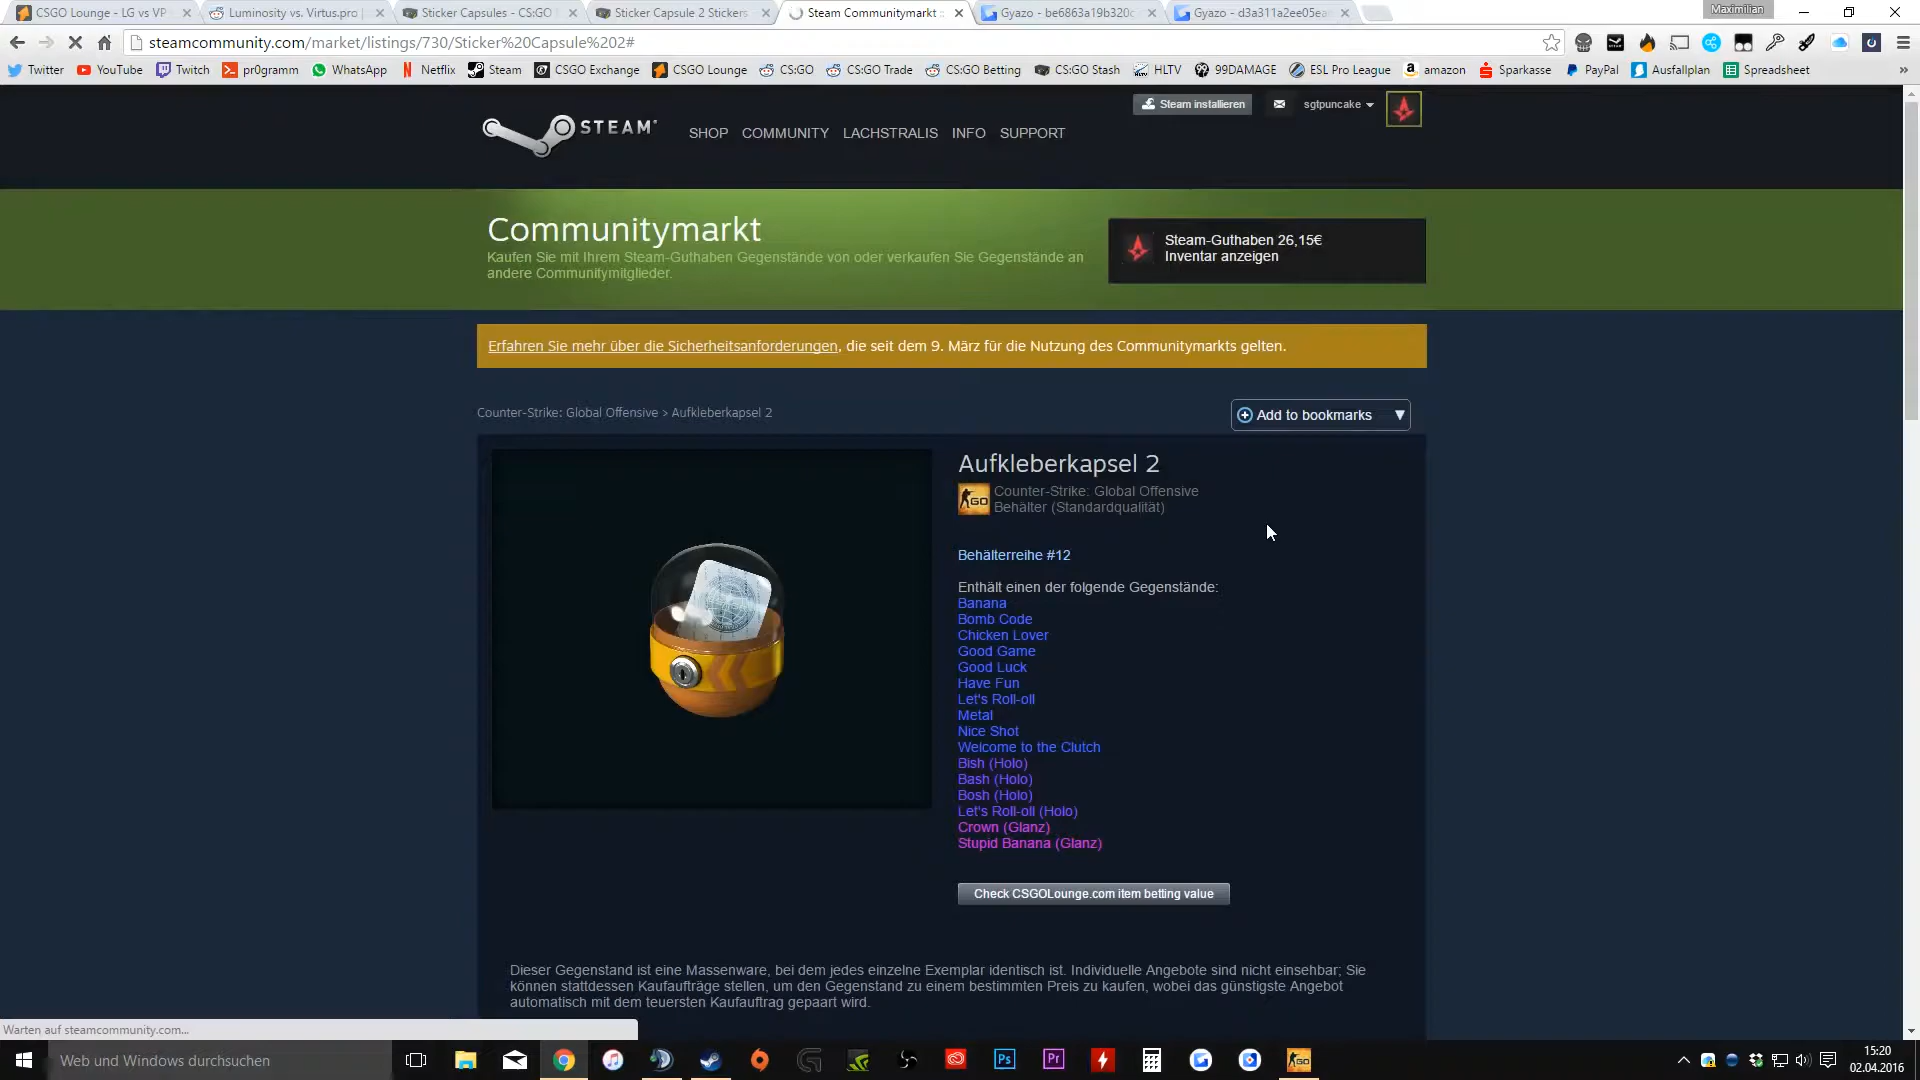 CSGO Lounge - LG vs VP
Luminosity vs. Virtus.pro
Sticker Capsules - CS:GO
Sticker Capsule 2 Stickers
Steam Communitymarkt
Gyazo - be6863a19b320c
Gyazo - d3a311a2ee05ea
Maximilian
steamcommunity.com/market/listings/730/Sticker%20Capsule%202#
Twitter
YouTube
Twitch
pr0gramm
WhatsApp
Netflix
Steam
CSGO Exchange
CSGO Lounge
CS:GO
CS:GO Trade
CS:GO Betting
CS:GO Stash
HLTV
99DAMAGE
ESL Pro League
amazon
Sparkasse
PayPal
Ausfallplan
Spreadsheet
»
Steam installieren
sgtpuncake
STEAM
SHOP COMMUNITY LACHSTRALIS INFO SUPPORT
Communitymarkt
Kaufen Sie mit Ihrem Steam-Guthaben Gegenstände von oder verkaufen Sie Gegenstände an
andere Communitymitglieder.
Steam-Guthaben 26,15€
Inventar anzeigen
Erfahren Sie mehr über die Sicherheitsanforderungen, die seit dem 9. März für die Nutzung des Communitymarkts gelten.
Counter-Strike: Global Offensive > Aufkleberkapsel 2
Add to bookmarks
Aufkleberkapsel 2
GO
Counter-Strike: Global Offensive
Behälter (Standardqualität)
Behälterreihe #12
Enthält einen der folgende Gegenstände:
Banana
Bomb Code
Chicken Lover
Good Game
Good Luck
Have Fun
Let's Roll-oll
Metal
Nice Shot
Welcome to the Clutch
Bish (Holo)
Bash (Holo)
Bosh (Holo)
Let's Roll-oll (Holo)
Crown (Glanz)
Stupid Banana (Glanz)
Check CSGOLounge.com item betting value
Dieser Gegenstand ist eine Massenware, bei dem jedes einzelne Exemplar identisch ist. Individuelle Angebote sind nicht einsehbar; Sie
können stattdessen Kaufaufträge stellen, um den Gegenstand zu einem bestimmten Preis zu kaufen, wobei das günstigste Angebot
automatisch mit dem teuersten Kaufauftrag gepaart wird.
Warten auf steamcommunity.com...
Web und Windows durchsuchen
Ps
Pr
GO
15:20
02.04.2016